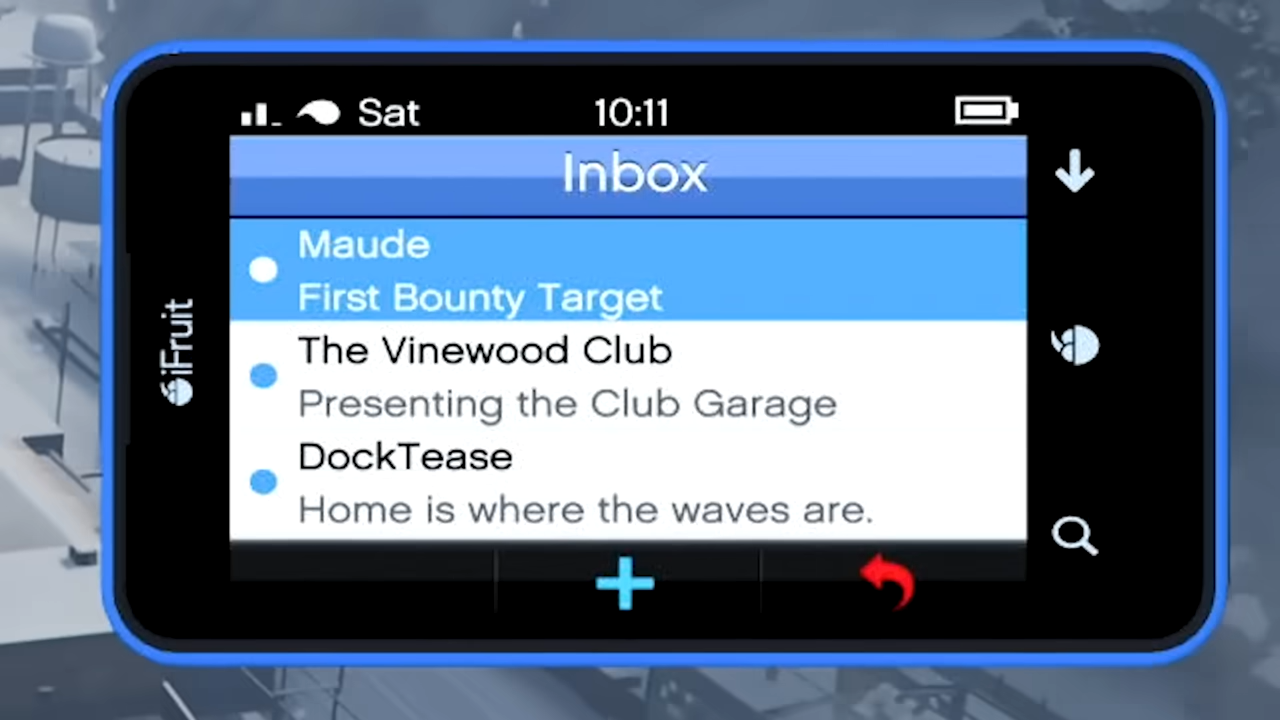 Sat 10:11
Inbox
Maude
First Bounty Target
The Vinewood Club
Presenting the Club Garage
DockTease
Home is where the waves are.
iFruit